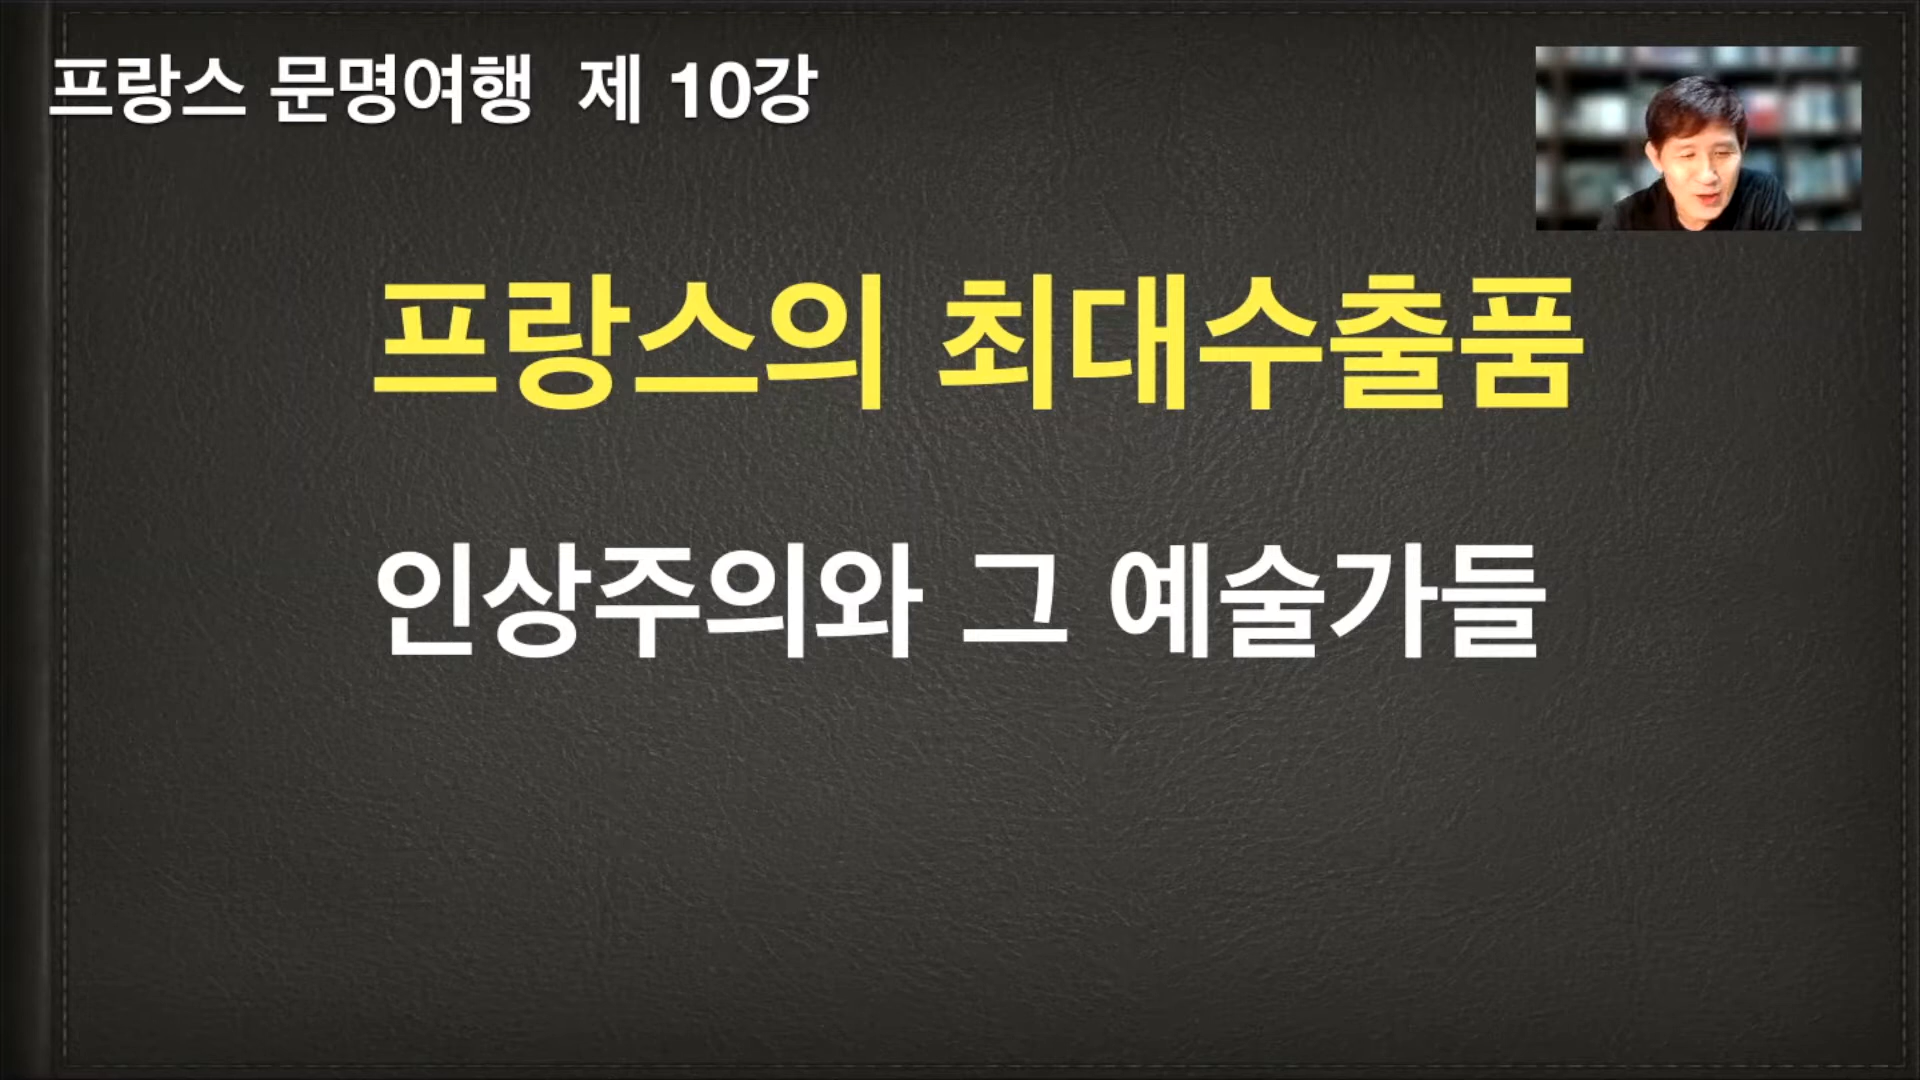 프랑스 문명여행 제 10강
프랑스의 최대수출품
인상주의와 그 예술가들